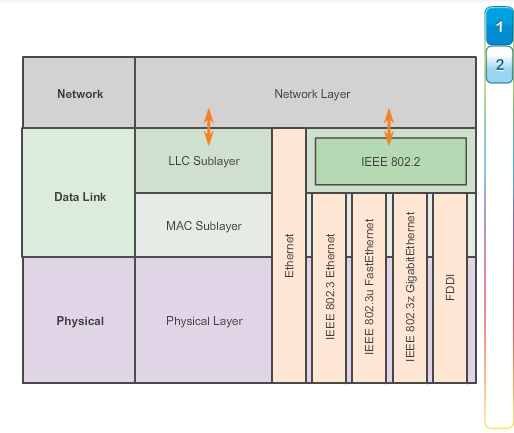 1
2
Network
Network Layer
LLC Sublayer
IEEE 802.2
Data Link
MAC Sublayer
Ethernet
IEEE 802.3 Ethernet
IEEE 802.3u FastEthernet
IEEE 802.3z GigabitEthernet
FDDI
Physical
Physical Layer